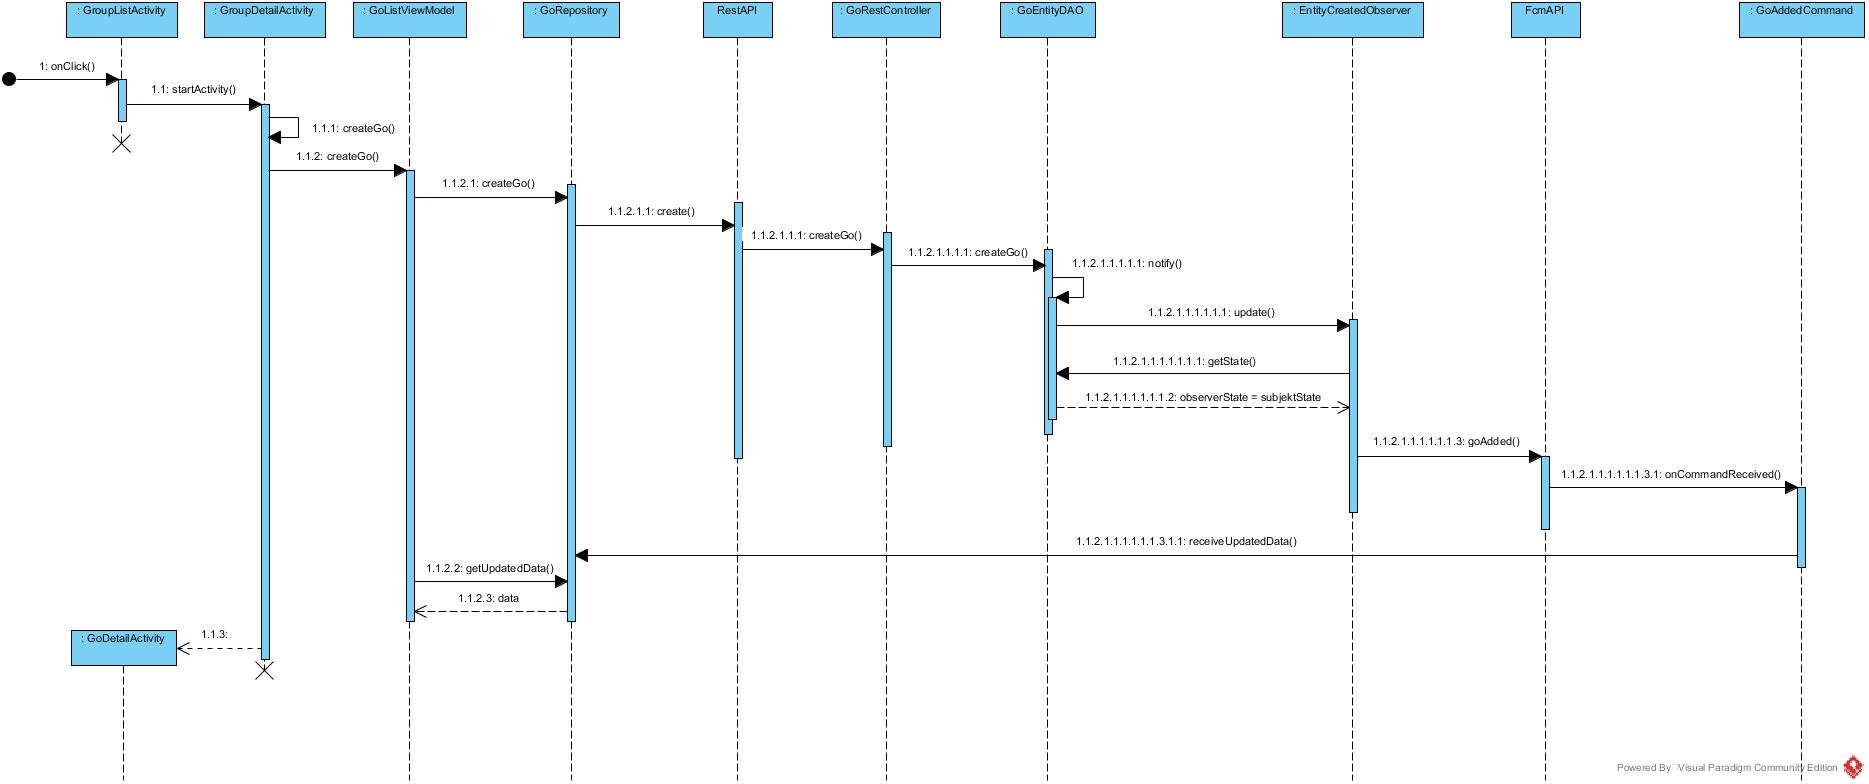 : GroupListActivity
: GroupDetailActivity
: GoListViewModel
: GoRepository
RestAPI
: GoRestController
: GoEntityDAO
: EntityCreatedObserver
FcmAPI
: GoAddedCommand
1: onClick()
1.1: startActivity()
1.1.1: createGo()
1.1.2: createGo()
1.1.2.1: createGo()
1.1.2.1.1: create()
1.1.2.1.1.1: createGo()
1.1.2.1.1.1.1: createGo()
1.1.2.1.1.1.1.1: notify()
1.1.2.1.1.1.1.1.1: update()
1.1.2.1.1.1.1.1.1.1: getState()
1.1.2.1.1.1.1.1.1.2: observerState = subjektState
1.1.2.1.1.1.1.1.1.3: goAdded()
1.1.2.1.1.1.1.1.1.3.1: onCommandReceived()
1.1.2.1.1.1.1.1.1.3.1.1: receiveUpdatedData()
1.1.2.2: getUpdatedData()
1.1.2.3: data
1.1.3:
: GoDetailActivity
Powered By Visual Paradigm Community Edition